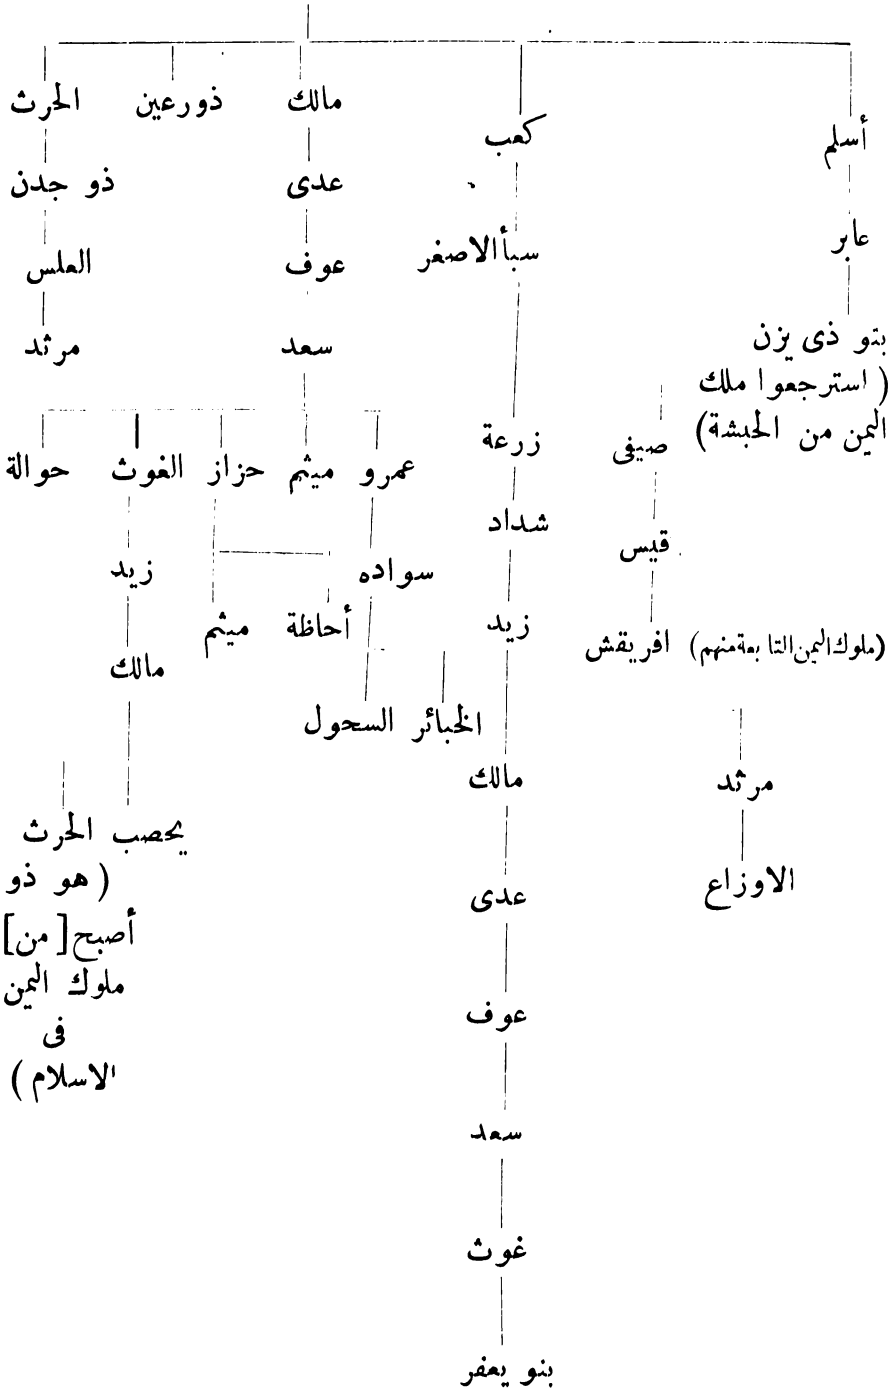 أسلم
عابر
بنو ذى يزن
( استرجعوا ملك
اليمن من الحبشة)
صيفى
قيس
افريقش (ملوك اليمن التابعة منهم)
مرثد
الاوزاع
كعب
سبأ الاصغر
زرعة
شداد
زيد
مالك
عدى
عوف
سعد
غوث
بنو يعفر
مالك
عدى
عوف
سعد
عمرو
ميثم
حزاز
الغوث
حوالة
سواده
الخبائر
السحول
أحاظة
ميثم
زيد
مالك
يحصب
الحرث
( هو ذو
أصبح [ من ]
ملوك اليمن
فى
الاسلام )
ذورعين
الحرث
ذو جدن
العلس
مرثد